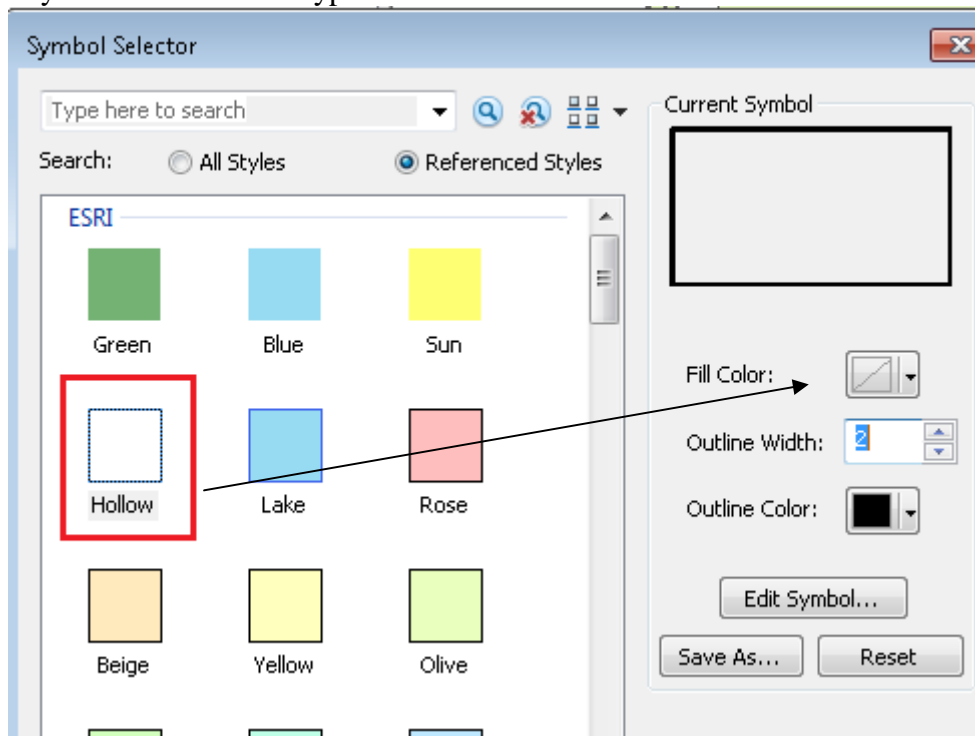 Symbol Selector
Type here to search
Search: All Styles Referenced Styles
ESRI
Green Blue Sun
Hollow Lake Rose
Beige Yellow Olive
Current Symbol
Fill Color:
Outline Width: 2
Outline Color:
Edit Symbol...
Save As... Reset